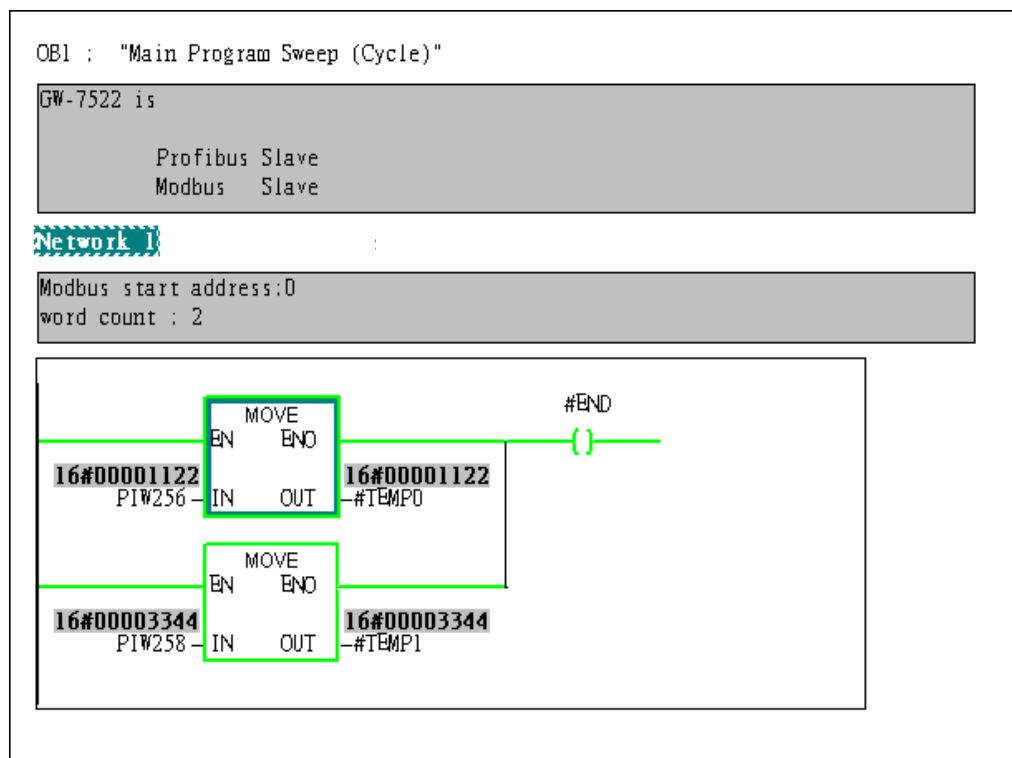 OB1 : "Main Program Sweep (Cycle)"
GW-7522 is
Profibus Slave
Modbus Slave
Network 1 :
Modbus start address:0
word count : 2
MOVE
#END
EN ENO
( )
16#00001122 16#00001122
PIW256 IN OUT #TEMP0
MOVE
EN ENO
16#00003344 16#00003344
PIW258 IN OUT #TEMP1